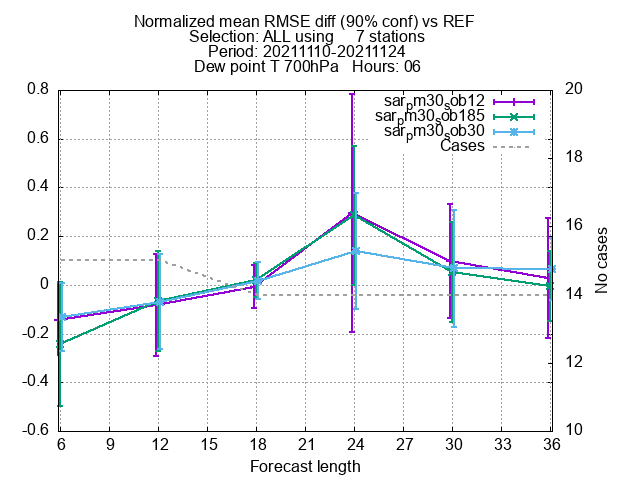 Normalized mean RMSE diff (90% conf) vs REF
Selection: ALL using     7 stations
Period: 20211110-20211124
Dew point T 700hPa   Hours: 06
sarpm30sob12
sarpm30sob185
sarpm30sob30
Cases
0.8
0.6
0.4
0.2
0
-0.2
-0.4
-0.6
20
18
16
14
12
10
No cases
6 9 12 15 18 21 24 27 30 33 36
Forecast length